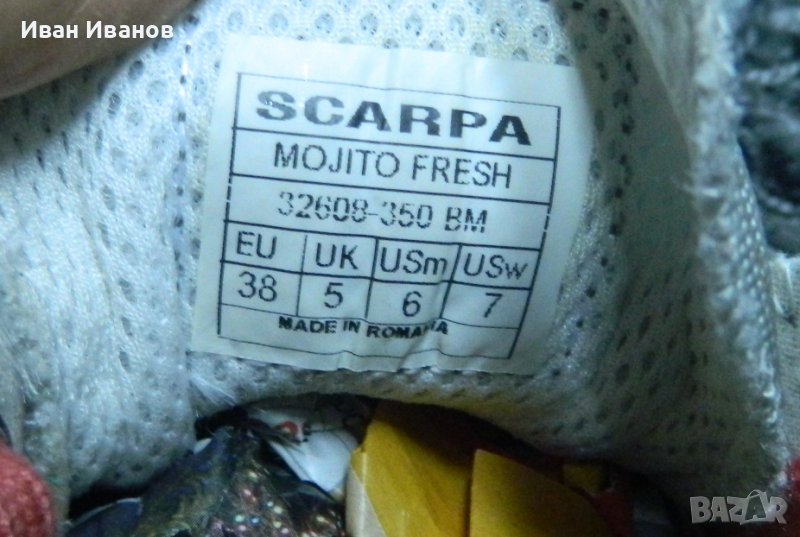 Иван Иванов
SCARPA
MOJITO FRESH
32608-350 BM
EU UK USm USw
38 5 6 7
MADE IN ROMANIA
BAZAR